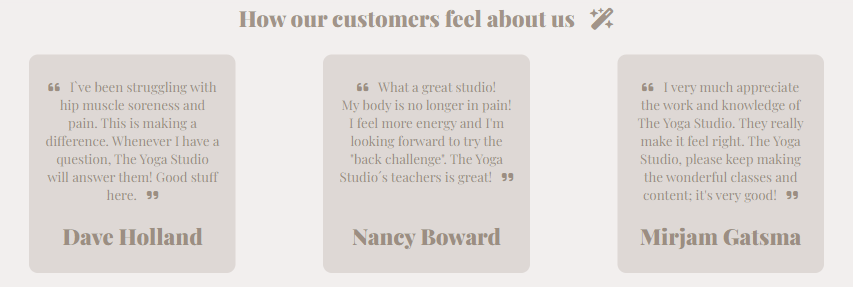 How our customers feel about us
❝ I`ve been struggling with
hip muscle soreness and
pain. This is making a
difference. Whenever I have a
question, The Yoga Studio
will answer them! Good stuff
here. ❞
Dave Holland
❝ What a great studio!
My body is no longer in pain!
I feel more energy and I'm
looking forward to try the
"back challenge". The Yoga
Studio´s teachers is great! ❞
Nancy Boward
❝ I very much appreciate
the work and knowledge of
The Yoga Studio. They really
make it feel right. The Yoga
Studio, please keep making
the wonderful classes and
content; it's very good! ❞
Mirjam Gatsma